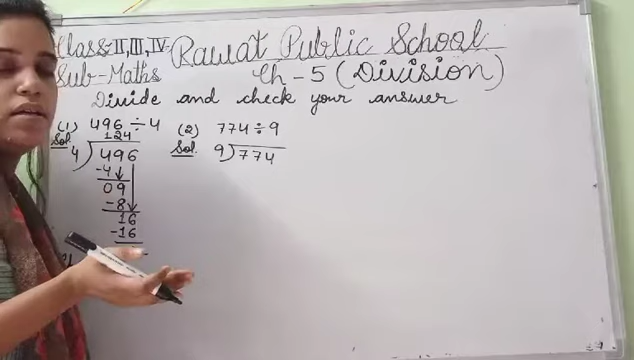 Class-II,III,IV Rawat Public School
Sub-Maths Ch-5 (Division)
Divide and check your answer
(1) 496÷4 (2) 774÷9
Sol. 124
4)496
-4
09
-8
16
-16
Sol. 9)774